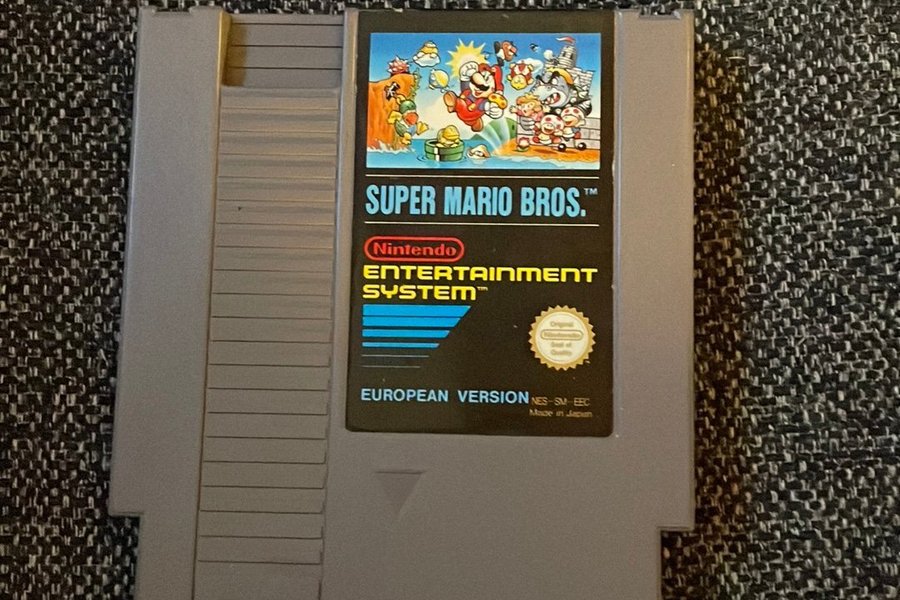 SUPER MARIO BROS.™
Nintendo
ENTERTAINMENT
SYSTEM™
Original
Nintendo
Seal of
Quality
EUROPEAN VERSION
NES-SM-EEC
Made in Japan